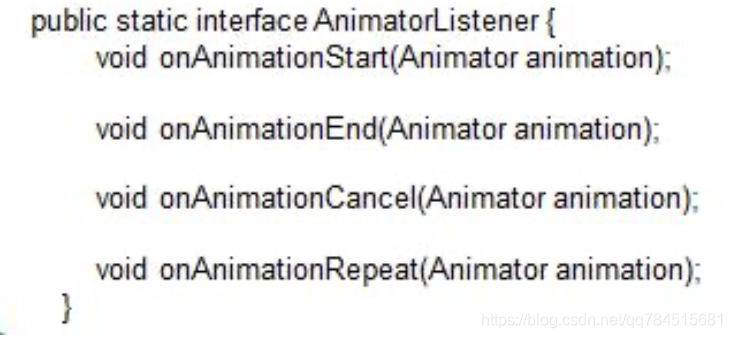 public static interface AnimatorListener {
void onAnimationStart(Animator animation);
void onAnimationEnd(Animator animation);
void onAnimationCancel(Animator animation);
void onAnimationRepeat(Animator animation);
}
https://blog.csdn.net/qq784515681